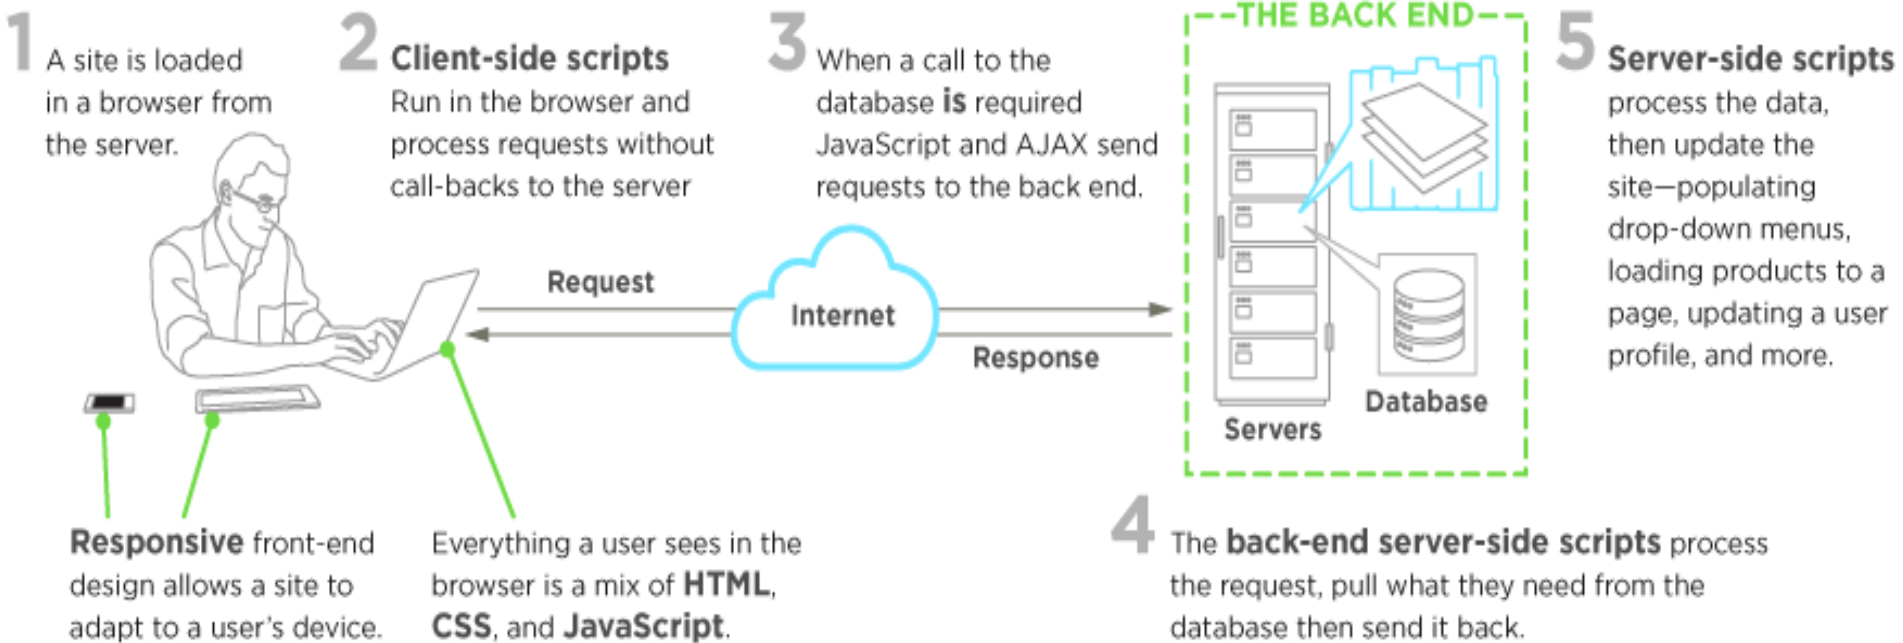 1
A site is loaded
in a browser from
the server.
2
Client-side scripts
Run in the browser and
process requests without
call-backs to the server
3
When a call to the
database is required
JavaScript and AJAX send
requests to the back end.
THE BACK END
5
Server-side scripts
process the data,
then update the
site—populating
drop-down menus,
loading products to a
page, updating a user
profile, and more.
Request
Internet
Response
Database
Servers
Responsive front-end
design allows a site to
adapt to a user's device.
Everything a user sees in the
browser is a mix of HTML,
CSS, and JavaScript.
4
The back-end server-side scripts process
the request, pull what they need from the
database then send it back.